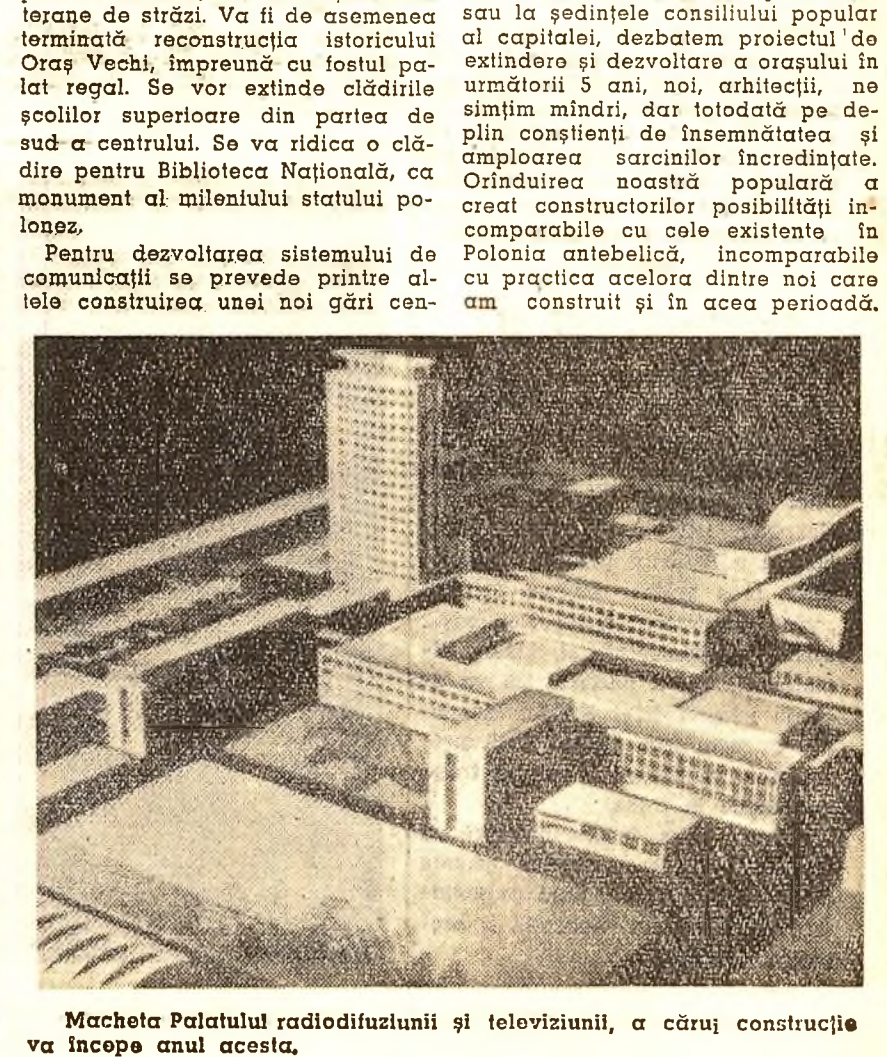 terane de străzi. Va fi de asemenea
terminată reconstrucția istoricului
Oraș Vechi, împreună cu fostul pa-
lat regal. Se vor extinde clădirile
școlilor superioare din partea de
sud a centrului. Se va ridica o clă-
dire pentru Biblioteca Națională, ca
monument al mileniului statului po-
lonez.
Pentru dezvoltarea sistemului de
comunicații se prevede printre al-
tele construirea unei noi gări cen-
sau la ședințele consiliului popular
al capitalei, dezbatem proiectul de
extindere și dezvoltare a orașului în
următorii 5 ani, noi, arhitecții, ne
simțim mîndri, dar totodată pe de-
plin conștienți de însemnătatea și
amploarea sarcinilor încredințate.
Orînduirea noastră populară a
creat constructorilor posibilități in-
comparabile cu cele existente în
Polonia antebelică, incomparabile
cu practica acelora dintre noi care
am construit și în acea perioadă.
Macheta Palatului radiodifuziunii și televiziunii, a cărui construcție
va începe anul acesta.